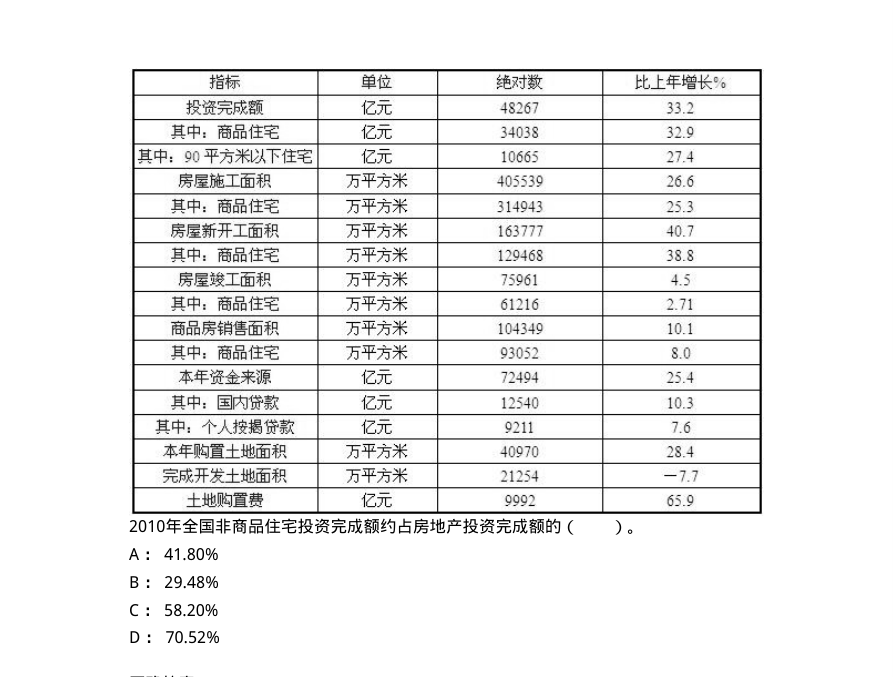 指标 单位 绝对数 比上年增长%
投资完成额 亿元 48267 33.2
其中：商品住宅 亿元 34038 32.9
其中：90平方米以下住宅 亿元 10665 27.4
房屋施工面积 万平方米 405539 26.6
其中：商品住宅 万平方米 314943 25.3
房屋新开工面积 万平方米 163777 40.7
其中：商品住宅 万平方米 129468 38.8
房屋竣工面积 万平方米 75961 4.5
其中：商品住宅 万平方米 61216 2.71
商品房销售面积 万平方米 104349 10.1
其中：商品住宅 万平方米 93052 8.0
本年资金来源 亿元 72494 25.4
其中：国内贷款 亿元 12540 10.3
其中：个人按揭贷款 亿元 9211 7.6
本年购置土地面积 万平方米 40970 28.4
完成开发土地面积 万平方米 21254 －7.7
土地购置费 亿元 9992 65.9
2010年全国非商品住宅投资完成额约占房地产投资完成额的（　　）。
A： 41.80%
B： 29.48%
C： 58.20%
D： 70.52%